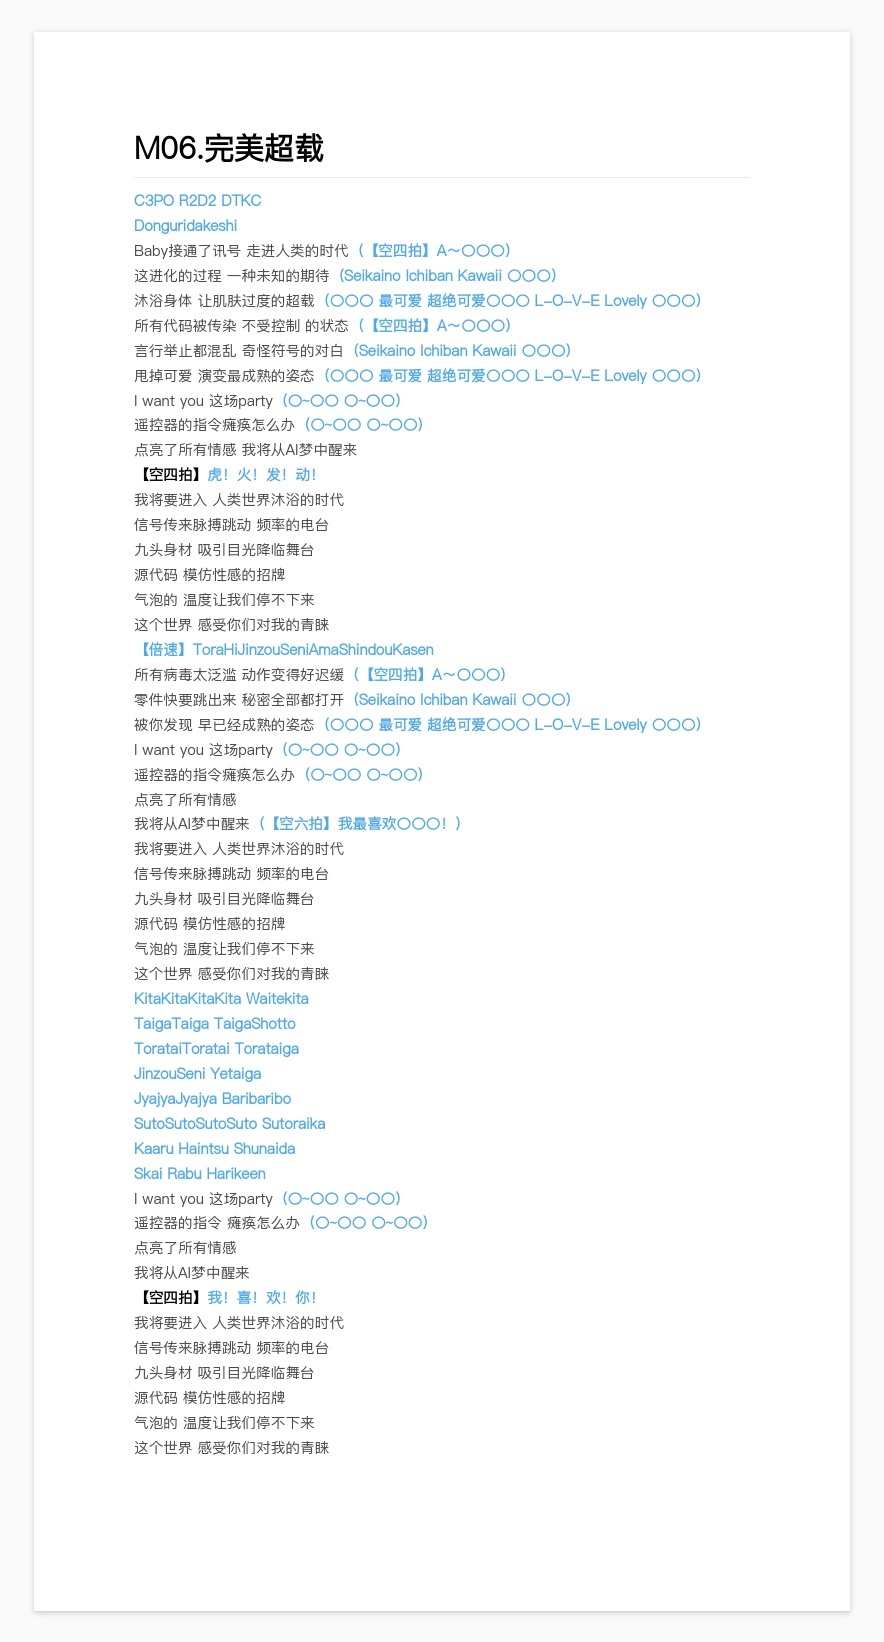 M06.完美超载
C3PO R2D2 DTKC
Donguridakeshi
Baby接通了讯号 走进人类的时代（【空四拍】A～〇〇〇）
这进化的过程 一种未知的期待（Seikaino Ichiban Kawaii 〇〇〇）
沐浴身体 让肌肤过度的超载（〇〇〇 最可爱 超绝可爱〇〇〇 L-O-V-E Lovely 〇〇〇）
所有代码被传染 不受控制 的状态（【空四拍】A～〇〇〇）
言行举止都混乱 奇怪符号的对白（Seikaino Ichiban Kawaii 〇〇〇）
甩掉可爱 演变最成熟的姿态（〇〇〇 最可爱 超绝可爱〇〇〇 L-O-V-E Lovely 〇〇〇）
I want you 这场party（〇~〇〇 〇~〇〇）
遥控器的指令瘫痪怎么办（〇~〇〇 〇~〇〇）
点亮了所有情感 我将从AI梦中醒来
【空四拍】虎！火！发！动！
我将要进入 人类世界沐浴的时代
信号传来脉搏跳动 频率的电台
九头身材 吸引目光降临舞台
源代码 模仿性感的招牌
气泡的 温度让我们停不下来
这个世界 感受你们对我的青睐
【倍速】ToraHiJinzouSeniAmaShindouKasen
所有病毒太泛滥 动作变得好迟缓（【空四拍】A～〇〇〇）
零件快要跳出来 秘密全部都打开（Seikaino Ichiban Kawaii 〇〇〇）
被你发现 早已经成熟的姿态（〇〇〇 最可爱 超绝可爱〇〇〇 L-O-V-E Lovely 〇〇〇）
I want you 这场party（〇~〇〇 〇~〇〇）
遥控器的指令瘫痪怎么办（〇~〇〇 〇~〇〇）
点亮了所有情感
我将从AI梦中醒来（【空六拍】我最喜欢〇〇〇！）
我将要进入 人类世界沐浴的时代
信号传来脉搏跳动 频率的电台
九头身材 吸引目光降临舞台
源代码 模仿性感的招牌
气泡的 温度让我们停不下来
这个世界 感受你们对我的青睐
KitaKitaKitaKita Waitekita
TaigaTaiga TaigaShotto
TorataiToratai Torataiga
JinzouSeni Yetaiga
JyajyaJyajya Baribaribo
SutoSutoSutoSuto Sutoraika
Kaaru Haintsu Shunaida
Skai Rabu Harikeen
I want you 这场party（〇~〇〇 〇~〇〇）
遥控器的指令 瘫痪怎么办（〇~〇〇 〇~〇〇）
点亮了所有情感
我将从AI梦中醒来
【空四拍】我！喜！欢！你！
我将要进入 人类世界沐浴的时代
信号传来脉搏跳动 频率的电台
九头身材 吸引目光降临舞台
源代码 模仿性感的招牌
气泡的 温度让我们停不下来
这个世界 感受你们对我的青睐